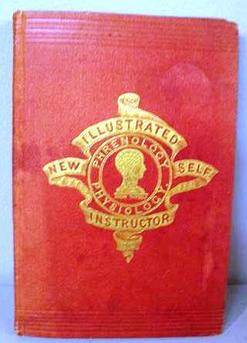 NEW
ILLUSTRATED
SELF
INSTRUCTOR
PHRENOLOGY
PHYSIOLOGY